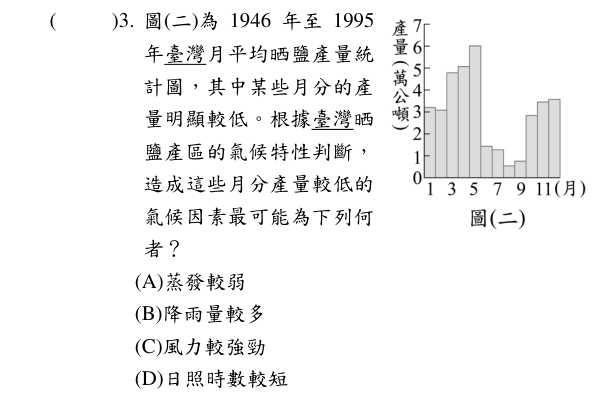 (　　)3. 圖(二)為 1946 年至 1995
年臺灣月平均晒鹽產量統
計圖，其中某些月分的產
量明顯較低。根據臺灣晒
鹽產區的氣候特性判斷，
造成這些月分產量較低的
氣候因素最可能為下列何
者？
(A)蒸發較弱
(B)降雨量較多
(C)風力較強勁
(D)日照時數較短
產量(萬公噸)
7
6
5
4
3
2
1
0
1 3 5 7 9 11(月)
圖(二)